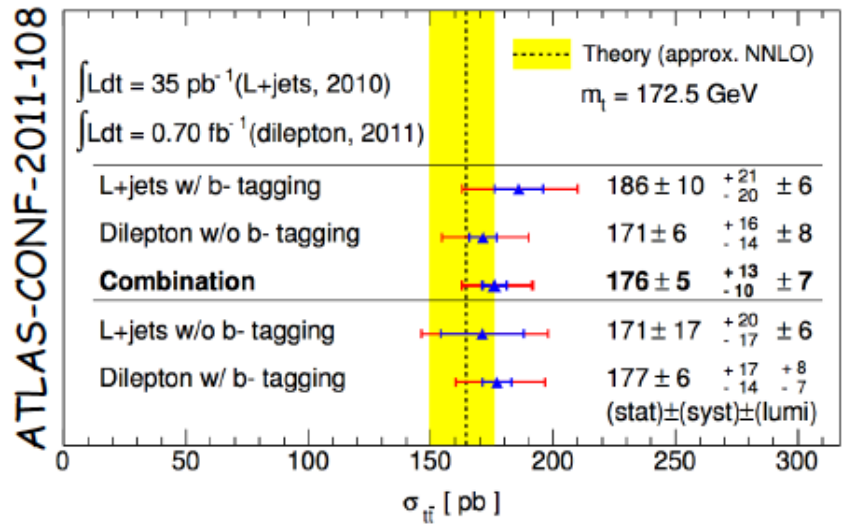 ATLAS-CONF-2011-108
∫Ldt = 35 pb⁻¹(L+jets, 2010)
∫Ldt = 0.70 fb⁻¹(dilepton, 2011)
Theory (approx. NNLO)
m_t = 172.5 GeV
L+jets w/ b- tagging 186 ± 10 + 21 - 20 ± 6
Dilepton w/o b- tagging 171 ± 6 + 16 - 14 ± 8
Combination 176 ± 5 + 13 - 10 ± 7
L+jets w/o b- tagging 171 ± 17 + 20 - 17 ± 6
Dilepton w/ b- tagging 177 ± 6 + 17 - 14 + 8 - 7
(stat)±(syst)±(lumi)
0 50 100 150 200 250 300
σ_tt̄ [ pb ]